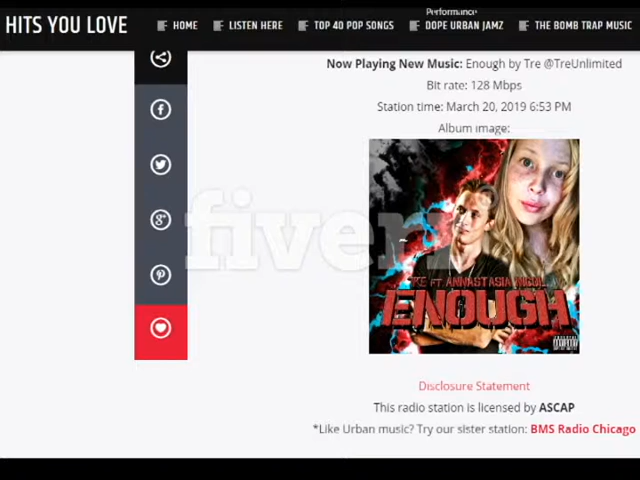 Performance
HITS YOU LOVE
HOME
LISTEN HERE
TOP 40 POP SONGS
DOPE URBAN JAMZ
THE BOMB TRAP MUSIC
Now Playing New Music: Enough by Tre @TreUnlimited
Bit rate: 128 Mbps
Station time: March 20, 2019 6:53 PM
Album image:
fiverr
TRE FT. ANNASTASIA NICOL
ENOUGH
Disclosure Statement
This radio station is licensed by ASCAP
*Like Urban music? Try our sister station: BMS Radio Chicago